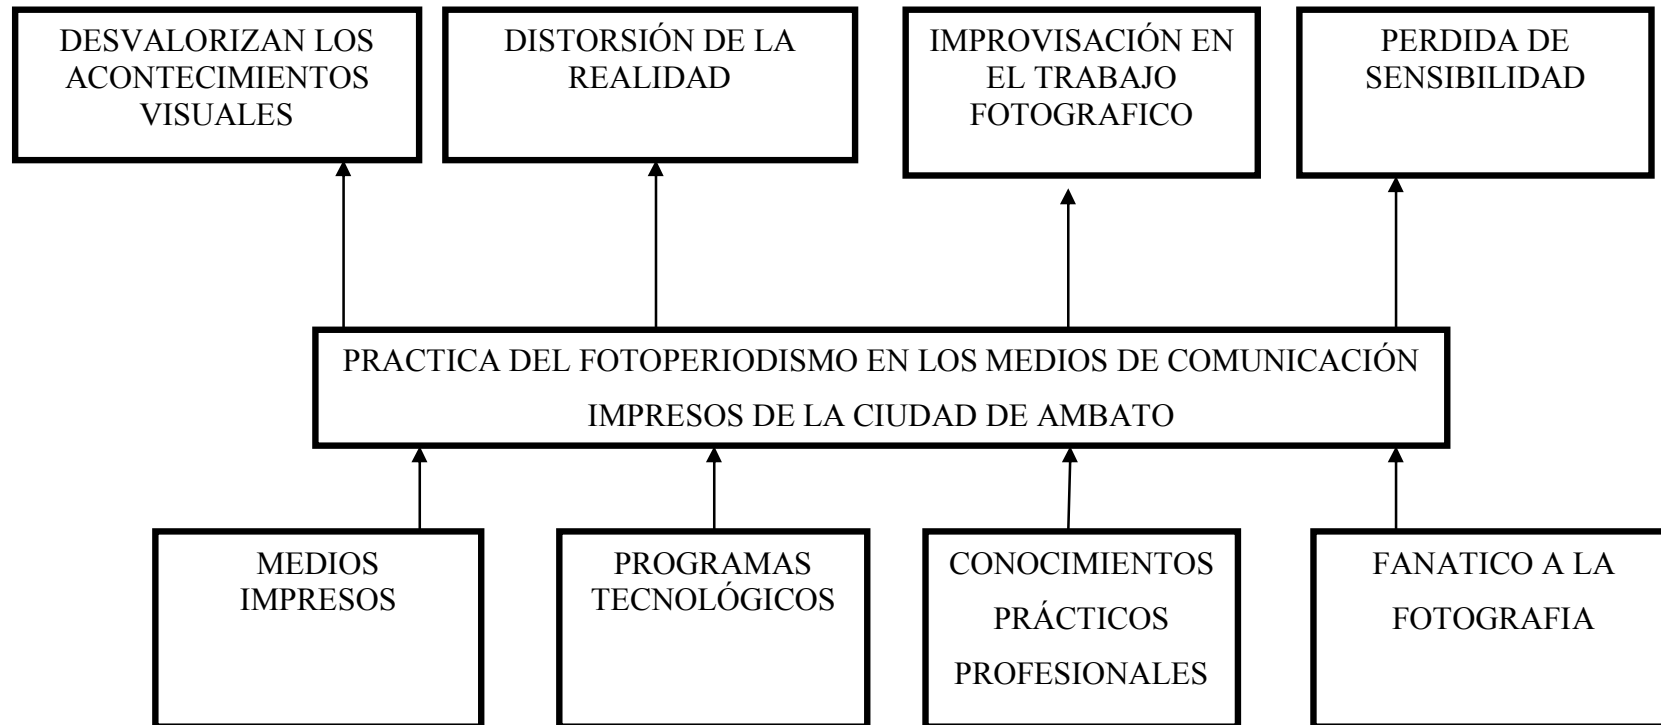 DESVALORIZAN LOS
ACONTECIMIENTOS
VISUALES
DISTORSIÓN DE LA
REALIDAD
IMPROVISACIÓN EN
EL TRABAJO
FOTOGRAFICO
PERDIDA DE
SENSIBILIDAD
PRACTICA DEL FOTOPERIODISMO EN LOS MEDIOS DE COMUNICACIÓN
IMPRESOS DE LA CIUDAD DE AMBATO
MEDIOS
IMPRESOS
PROGRAMAS
TECNOLÓGICOS
CONOCIMIENTOS
PRÁCTICOS
PROFESIONALES
FANATICO A LA
FOTOGRAFIA